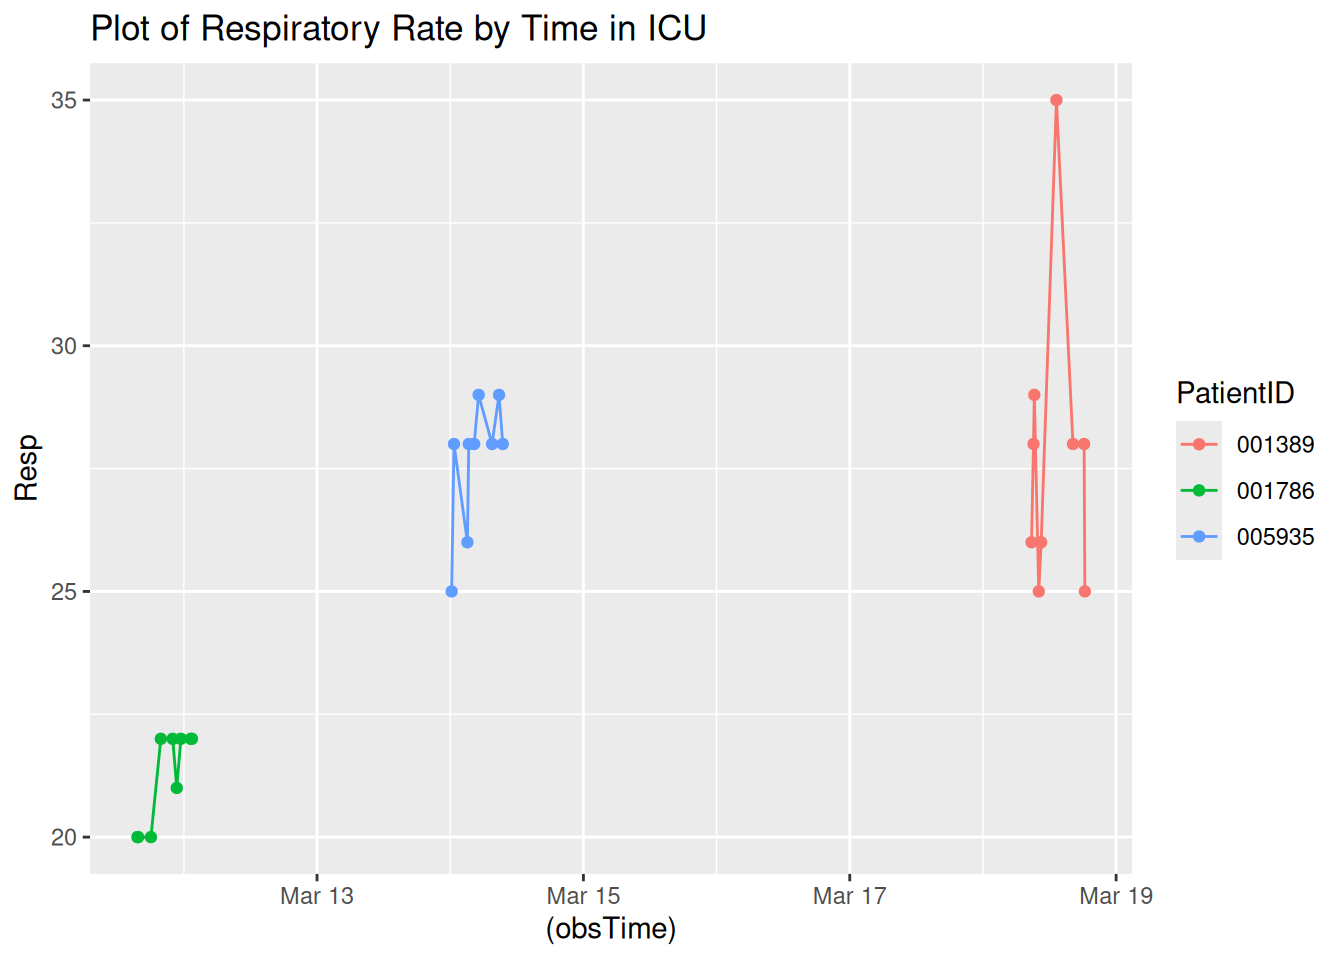 Plot of Respiratory Rate by Time in ICU
35
30
25
20
Resp
Mar 13
Mar 15
Mar 17
Mar 19
(obsTime)
PatientID
001389
001786
005935